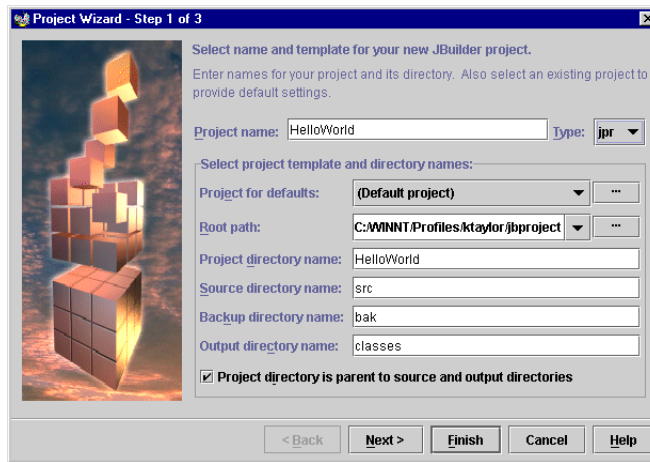 Project Wizard - Step 1 of 3
Select name and template for your new JBuilder project.
Enter names for your project and its directory. Also select an existing project to
provide default settings.
Project name: HelloWorld Type: jpr
Select project template and directory names:
Project for defaults: (Default project) ...
Root path: C:/WINNT/Profiles/ktaylor/jbproject ...
Project directory name: HelloWorld
Source directory name: src
Backup directory name: bak
Output directory name: classes
Project directory is parent to source and output directories
< Back Next > Finish Cancel Help